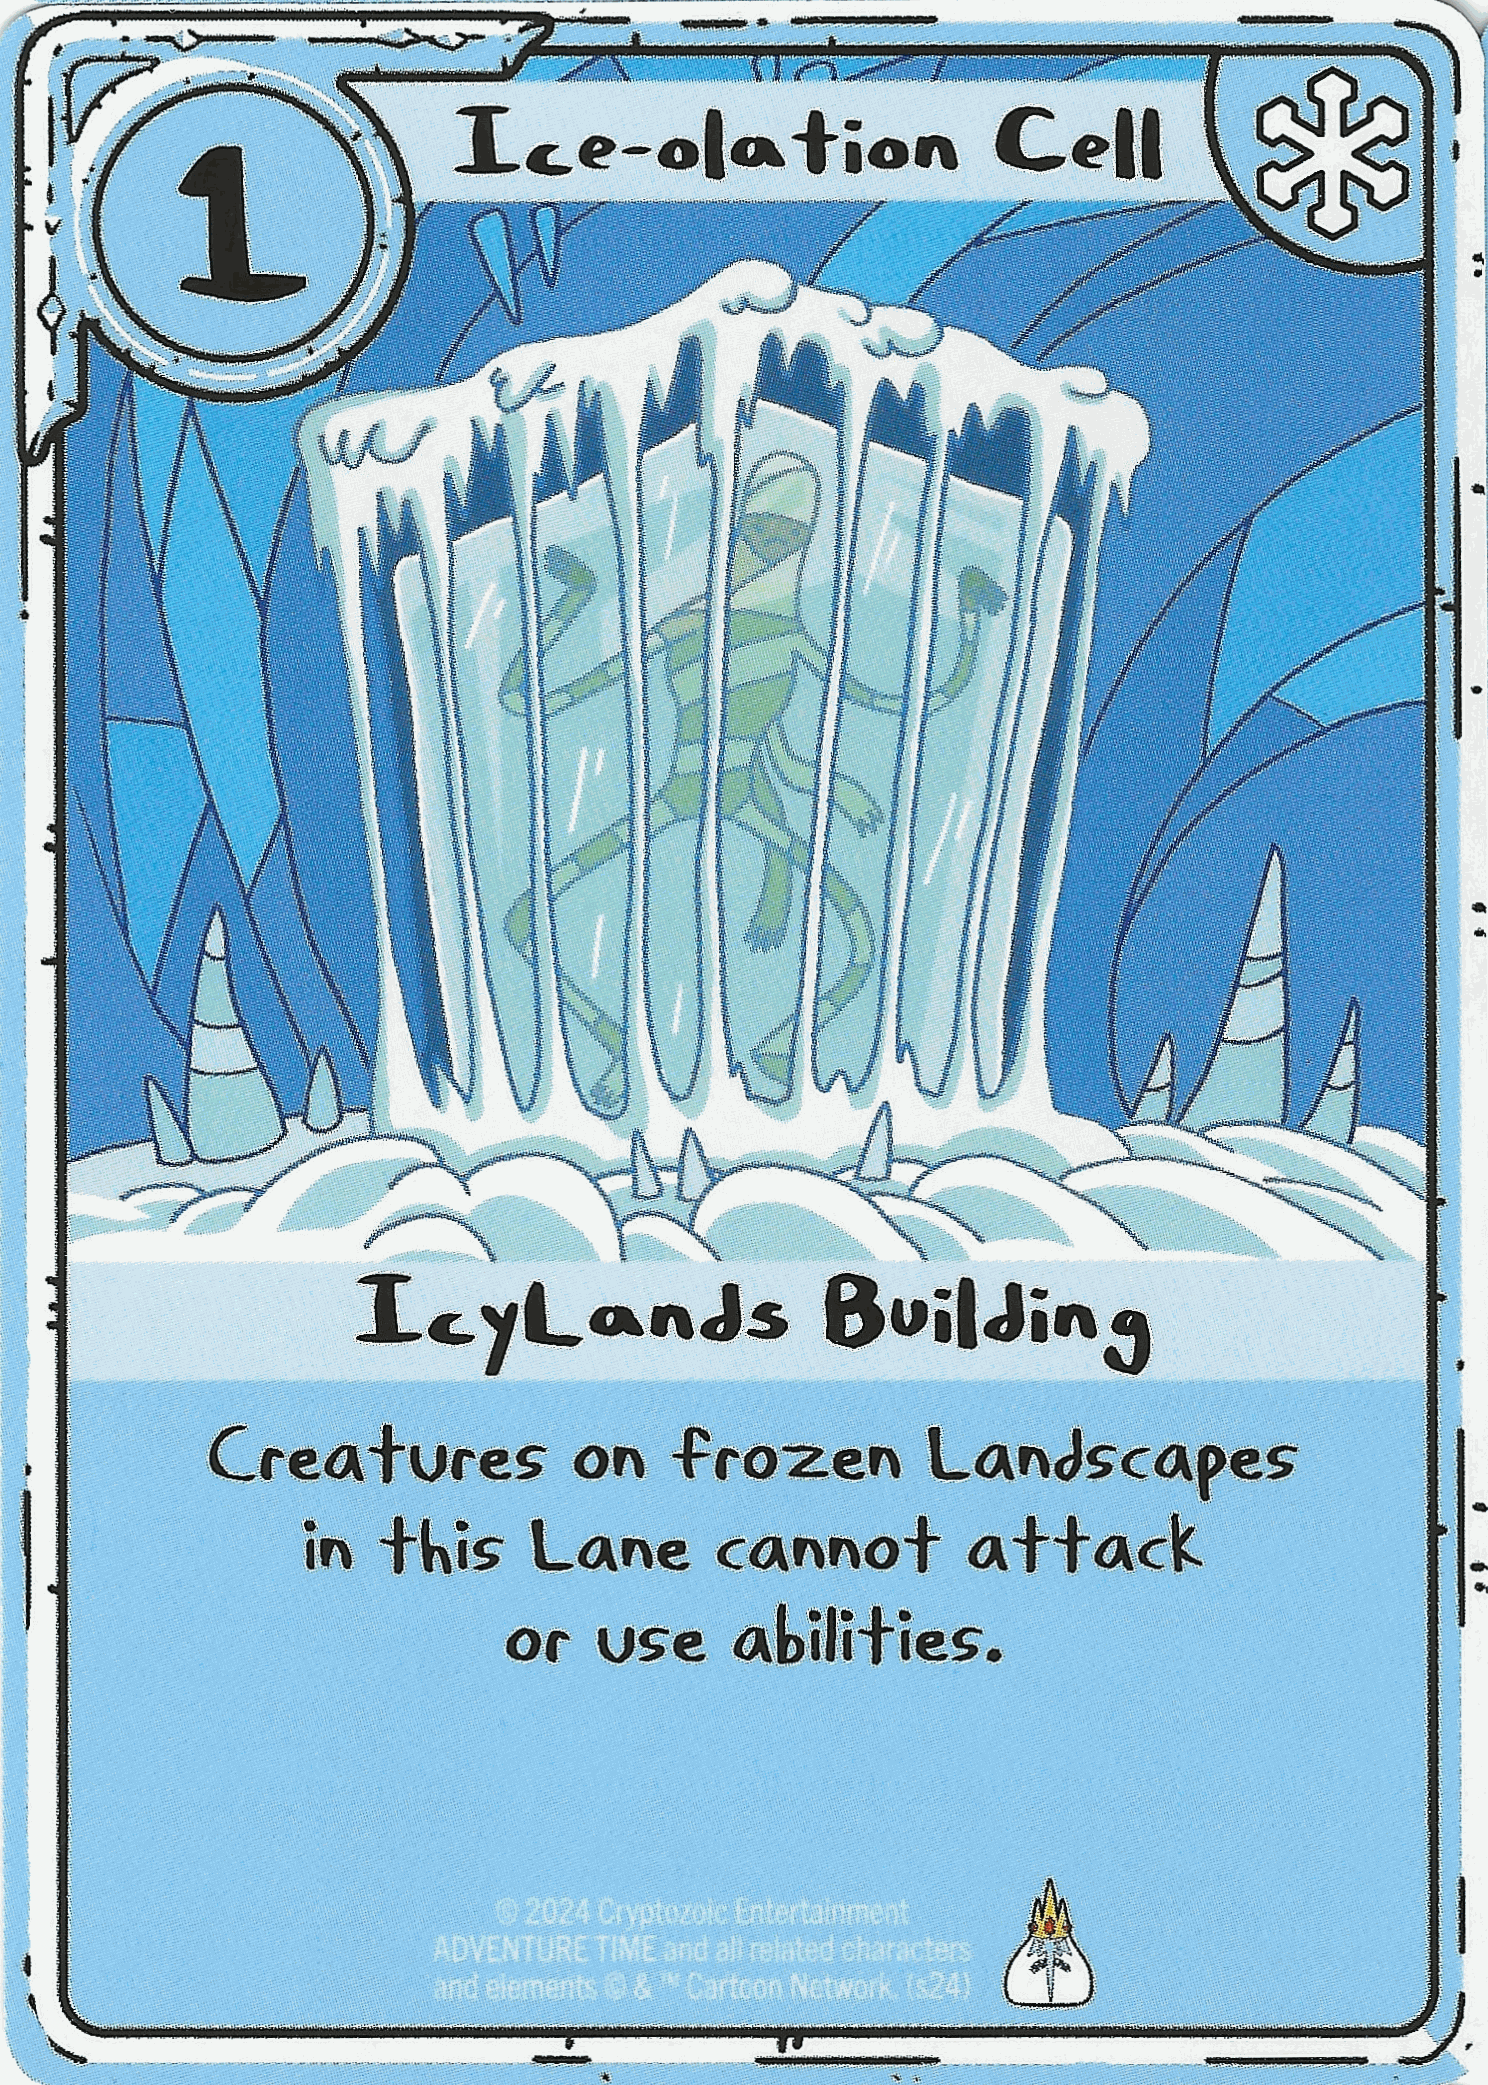 1
Ice-olation Cell
IcyLands Building
Creatures on frozen Landscapes
in this Lane cannot attack
or use abilities.
© 2024 Cryptozoic Entertainment
ADVENTURE TIME and all related characters
and elements © & ™ Cartoon Network. (s24)